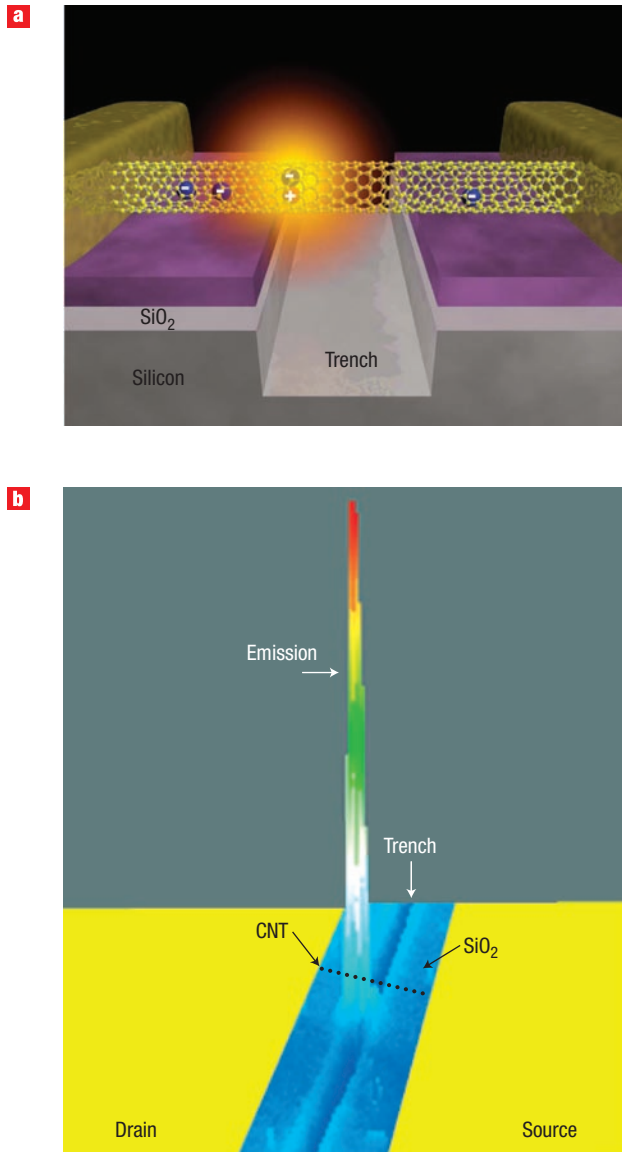 a
SiO₂
Trench
Silicon
b
Emission
Trench
CNT
SiO₂
Drain
Source